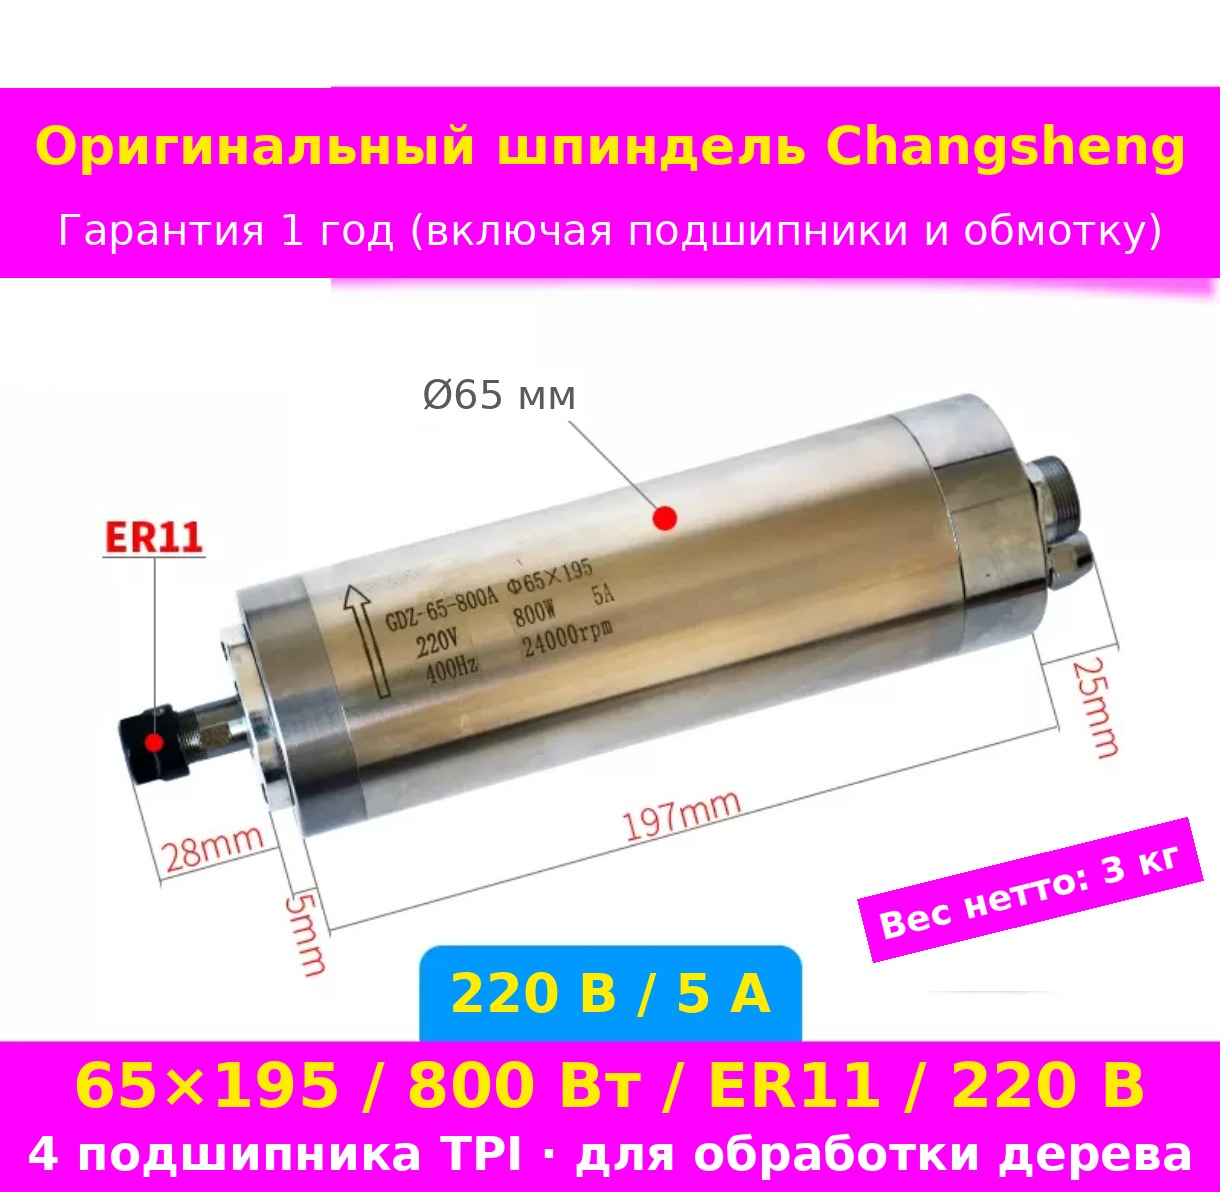 Оригинальный шпиндель Changsheng
Гарантия 1 год (включая подшипники и обмотку)
Ø65 мм
ER11
GDZ-65-800A Φ65×195
220V 800W 5A
400Hz 24000rpm
25mm
197mm
28mm
5mm
Вес нетто: 3 кг
220 В / 5 А
65×195 / 800 Вт / ER11 / 220 В
4 подшипника TPI · для обработки дерева